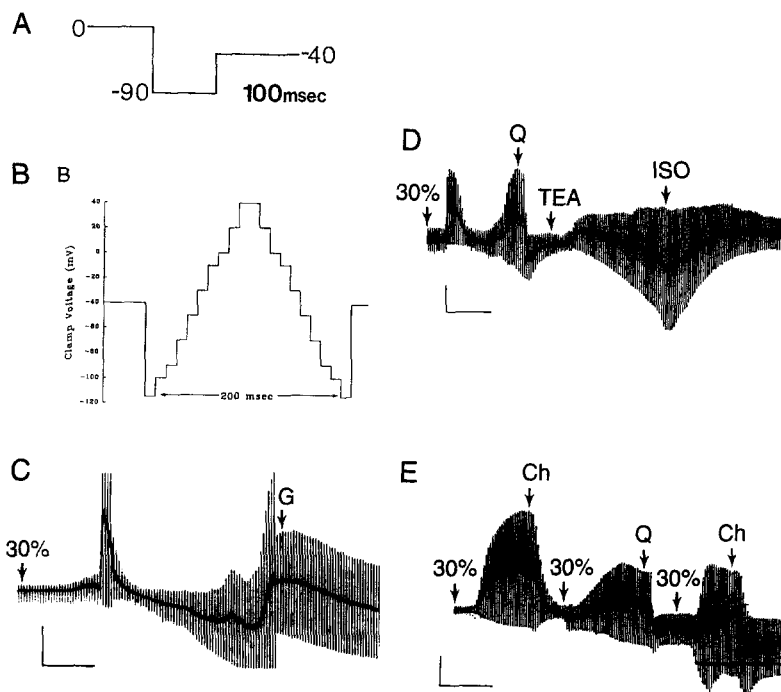 A
0
-40
-90
100msec
B
B
Clamp Voltage (mV)
40
20
0
-20
-40
-60
-80
-100
-120
200 msec
C
30%
G
D
30%
Q
TEA
ISO
E
30%
Ch
30%
Q
30%
Ch